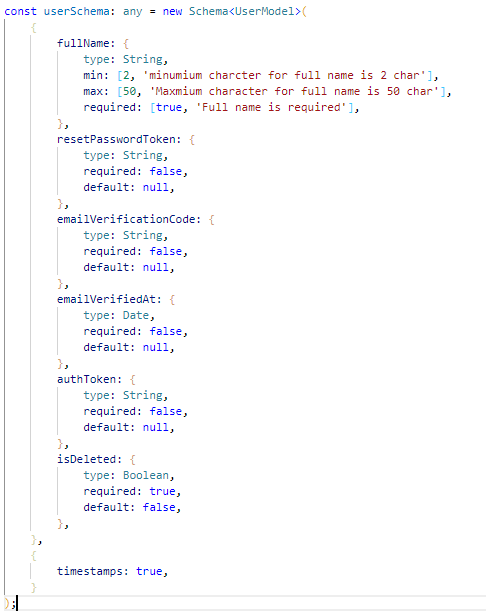 const userSchema: any = new Schema<UserModel>(
{
fullName: {
type: String,
min: [2, 'minumium charcter for full name is 2 char'],
max: [50, 'Maxmium character for full name is 50 char'],
required: [true, 'Full name is required'],
},
resetPasswordToken: {
type: String,
required: false,
default: null,
},
emailVerificationCode: {
type: String,
required: false,
default: null,
},
emailVerifiedAt: {
type: Date,
required: false,
default: null,
},
authToken: {
type: String,
required: false,
default: null,
},
isDeleted: {
type: Boolean,
required: true,
default: false,
},
},
{
timestamps: true,
}
);